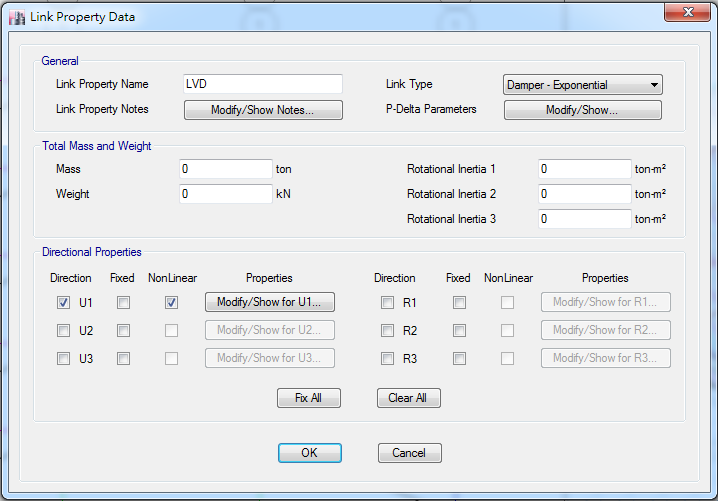 Link Property Data
General
Link Property Name LVD Link Type Damper - Exponential
Link Property Notes Modify/Show Notes... P-Delta Parameters Modify/Show...
Total Mass and Weight
Mass 0 ton Rotational Inertia 1 0 ton-m²
Weight 0 kN Rotational Inertia 2 0 ton-m²
Rotational Inertia 3 0 ton-m²
Directional Properties
Direction Fixed NonLinear Properties Direction Fixed NonLinear Properties
U1 Modify/Show for U1... R1 Modify/Show for R1...
U2 Modify/Show for U2... R2 Modify/Show for R2...
U3 Modify/Show for U3... R3 Modify/Show for R3...
Fix All Clear All
OK Cancel